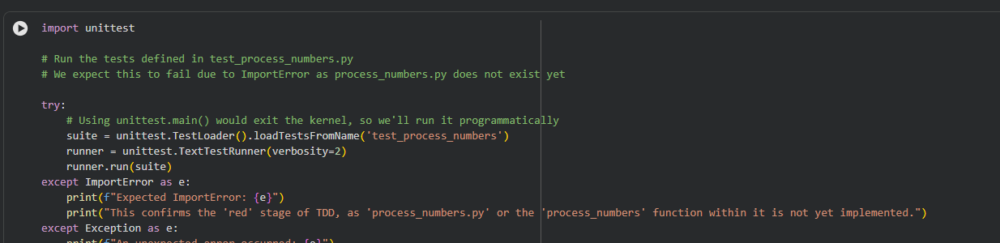 import unittest
# Run the tests defined in test_process_numbers.py
# We expect this to fail due to ImportError as process_numbers.py does not exist yet
try:
    # Using unittest.main() would exit the kernel, so we'll run it programmatically
    suite = unittest.TestLoader().loadTestsFromName('test_process_numbers')
    runner = unittest.TextTestRunner(verbosity=2)
    runner.run(suite)
except ImportError as e:
    print(f"Expected ImportError: {e}")
    print("This confirms the 'red' stage of TDD, as 'process_numbers.py' or the 'process_numbers' function within it is not yet implemented.")
except Exception as e:
    print(f"An unexpected error occurred: {e}")